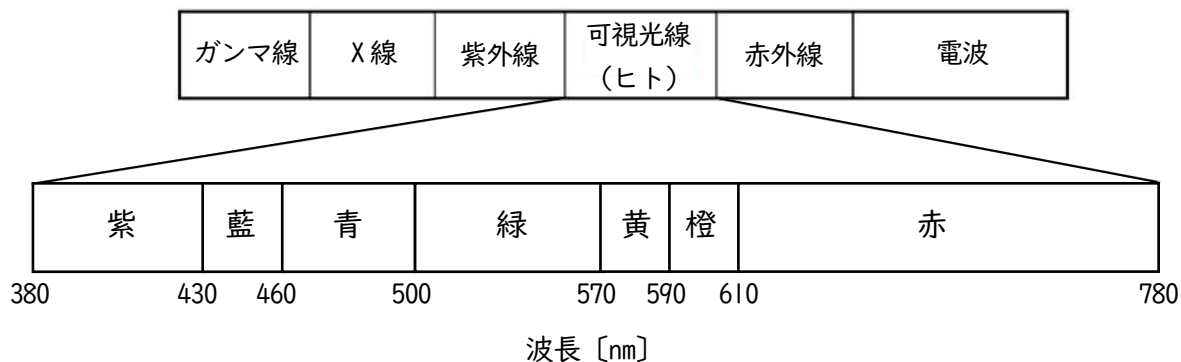 ガンマ線 X線 紫外線 可視光線 赤外線 電波
(ヒト)
紫 藍 青 緑 黄 橙 赤
380 430 460 500 570 590 610 780
波長〔nm〕